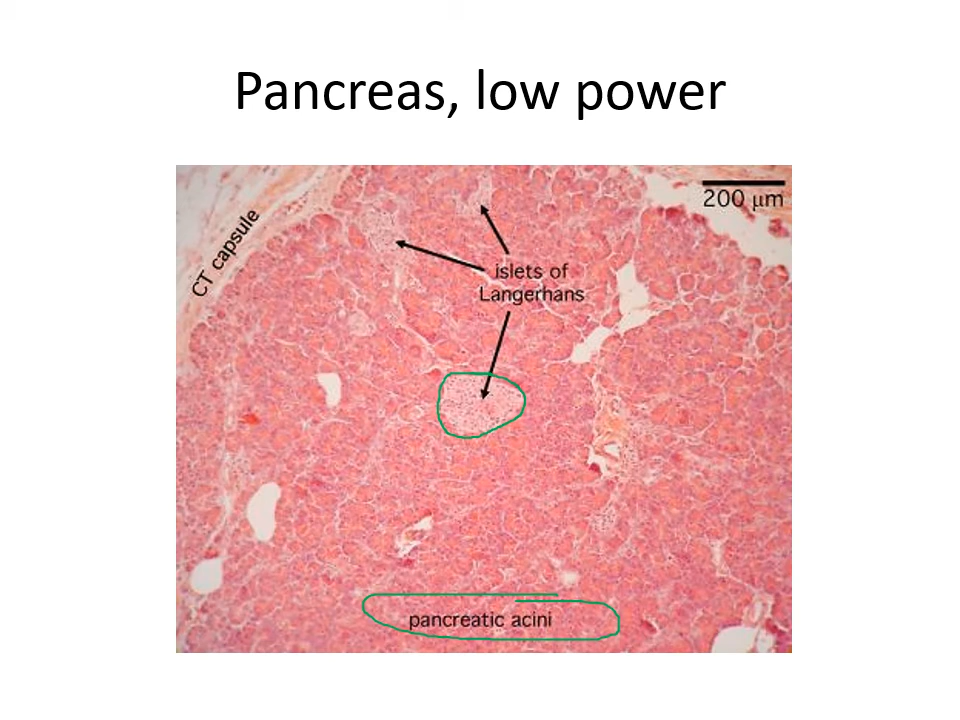 Pancreas, low power
200 µm
CT capsule
islets of
Langerhans
pancreatic acini